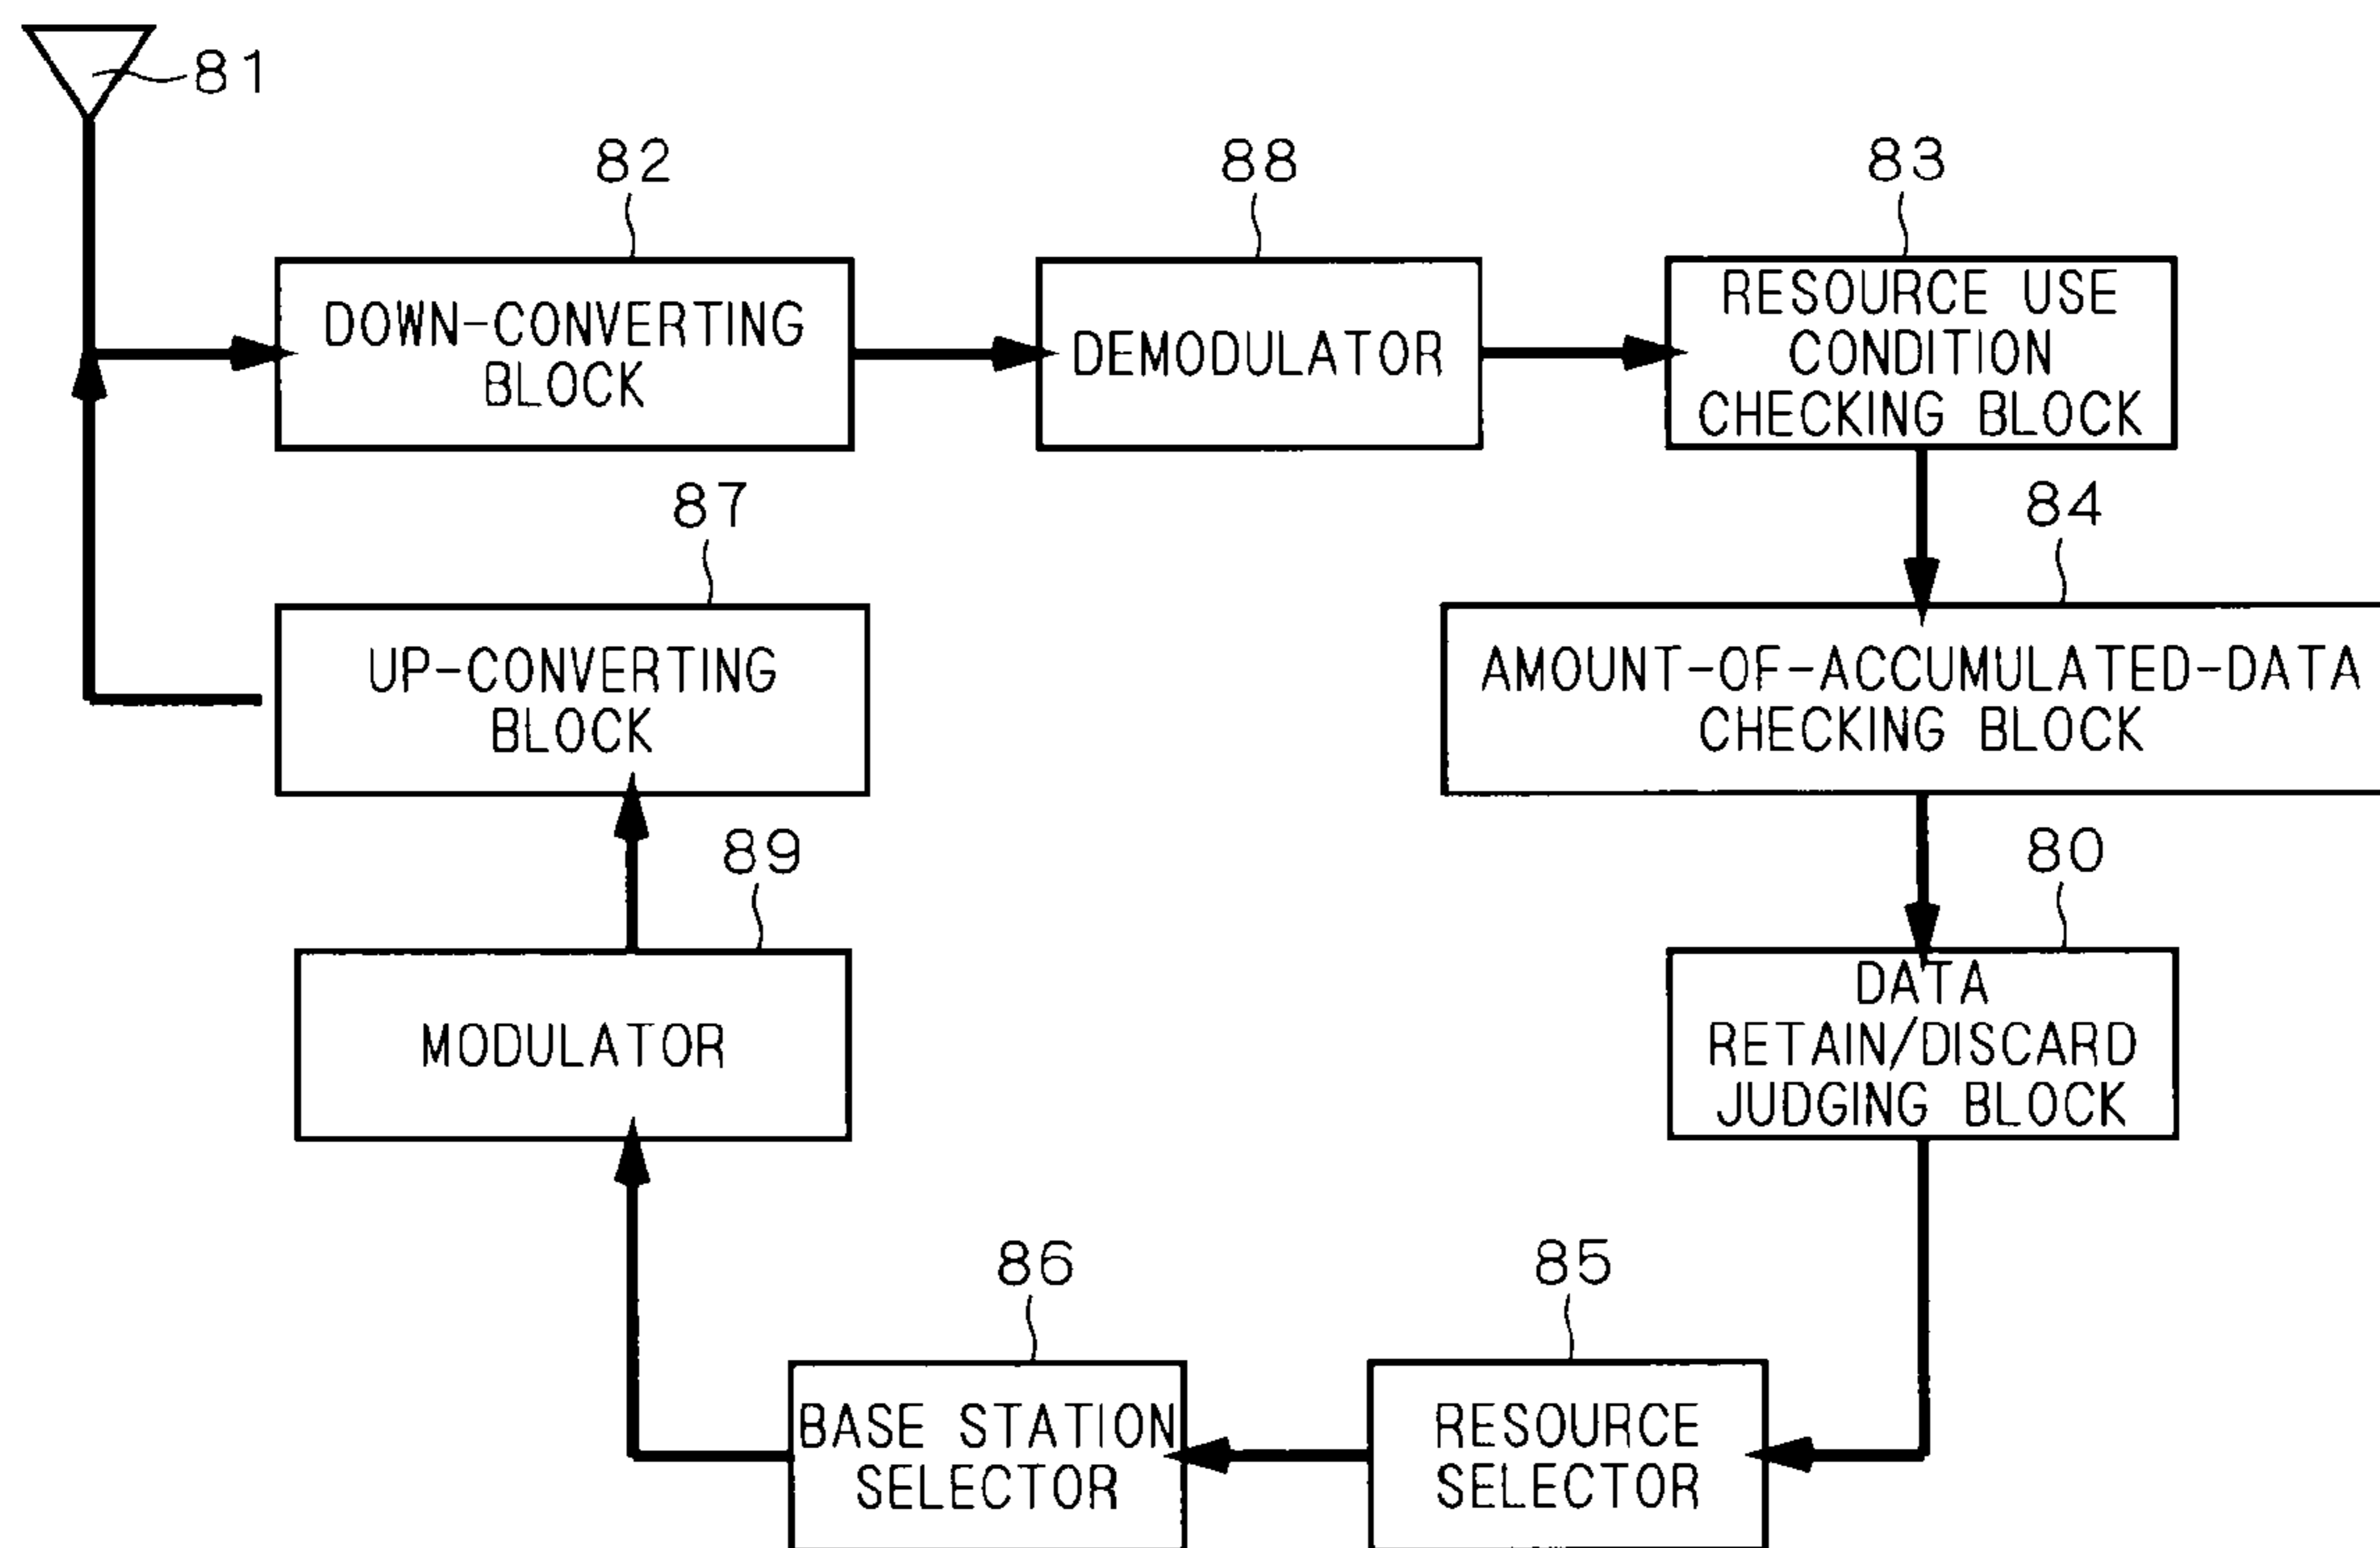 81
82
88
83
DOWN-CONVERTING
BLOCK
DEMODULATOR
RESOURCE USE
CONDITION
CHECKING BLOCK
87
84
UP-CONVERTING
BLOCK
AMOUNT-OF-ACCUMULATED-DATA
CHECKING BLOCK
89
80
MODULATOR
DATA
RETAIN/DISCARD
JUDGING BLOCK
86
85
BASE STATION
SELECTOR
RESOURCE
SELECTOR